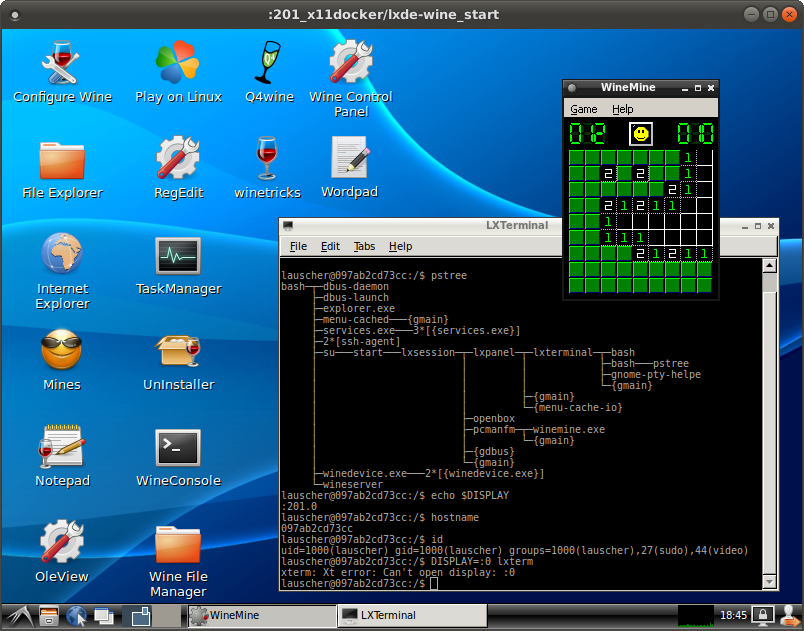 :201_x11docker/lxde-wine_start
Configure Wine
Play on Linux
Q4wine
Wine Control
Panel
File Explorer
RegEdit
winetricks
Wordpad
Internet
Explorer
TaskManager
Mines
UnInstaller
Notepad
WineConsole
OleView
Wine File
Manager
WineMine
Game Help
012 000
1
2 2 1
2 1
2 1 2 1 1
1
1 1 1
2 1 2 1 1
LXTerminal
File Edit Tabs Help
lauscher@097ab2cd73cc:/$ pstree
bash─┬─dbus-daemon
├─dbus-launch
├─explorer.exe
├─menu-cached───{gmain}
├─services.exe───3*[{services.exe}]
├─2*[ssh-agent]
├─su───start───lxsession─┬─lxpanel─┬─lxterminal─┬─bash
│ │ │ ├─bash───pstree
│ │ │ ├─gnome-pty-helpe
│ │ │ └─{gmain}
│ │ ├─{gmain}
│ │ └─{menu-cache-io}
│ ├─openbox
│ ├─pcmanfm─┬─winemine.exe
│ │ └─{gmain}
│ ├─{gdbus}
│ └─{gmain}
├─winedevice.exe───2*[{winedevice.exe}]
└─wineserver
lauscher@097ab2cd73cc:/$ echo $DISPLAY
:201.0
lauscher@097ab2cd73cc:/$ hostname
097ab2cd73cc
lauscher@097ab2cd73cc:/$ id
uid=1000(lauscher) gid=1000(lauscher) groups=1000(lauscher),27(sudo),44(video)
lauscher@097ab2cd73cc:/$ DISPLAY=:0 lxterm
xterm: Xt error: Can't open display: :0
lauscher@097ab2cd73cc:/$
WineMine
LXTerminal
18:45